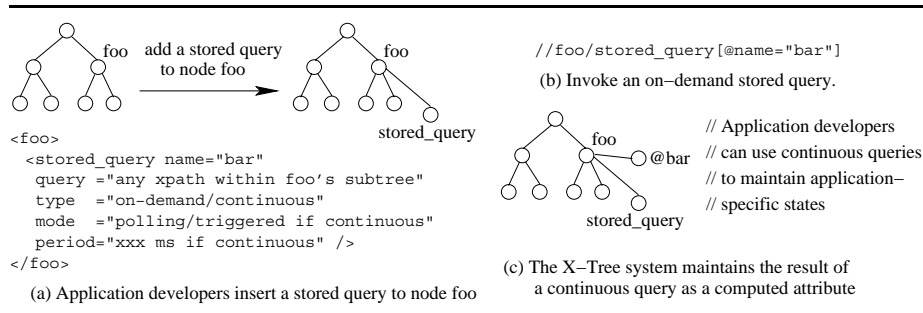 foo
add a stored query
to node foo
foo
stored_query
<foo>
<stored_query name="bar"
query ="any xpath within foo's subtree"
type ="on-demand/continuous"
mode ="polling/triggered if continuous"
period="xxx ms if continuous" />
</foo>
(a) Application developers insert a stored query to node foo
//foo/stored_query[@name="bar"]
(b) Invoke an on−demand stored query.
foo
@bar
stored_query
// Application developers
// can use continuous queries
// to maintain application−
// specific states
(c) The X−Tree system maintains the result of
a continuous query as a computed attribute